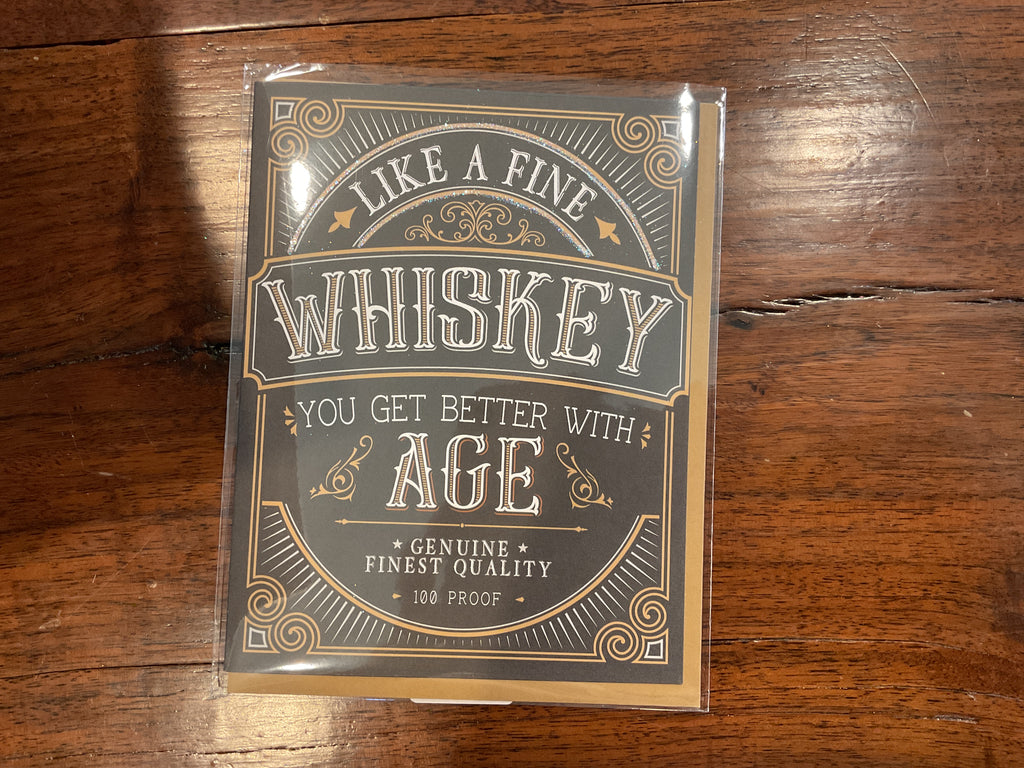 LIKE A FINE
WHISKEY
YOU GET BETTER WITH
AGE
GENUINE
FINEST QUALITY
100 PROOF